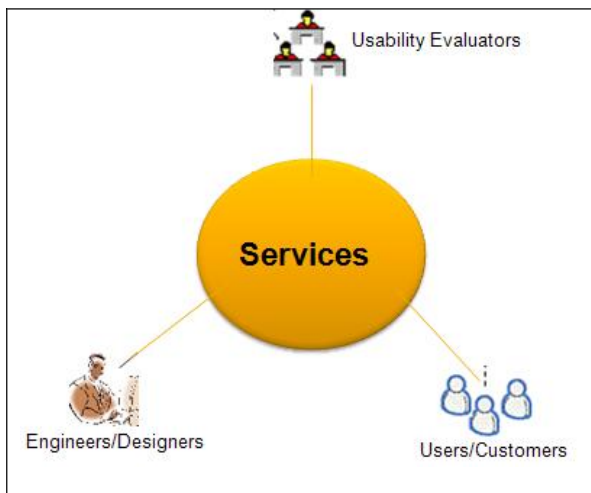 Usability Evaluators
Services
Engineers/Designers
Users/Customers